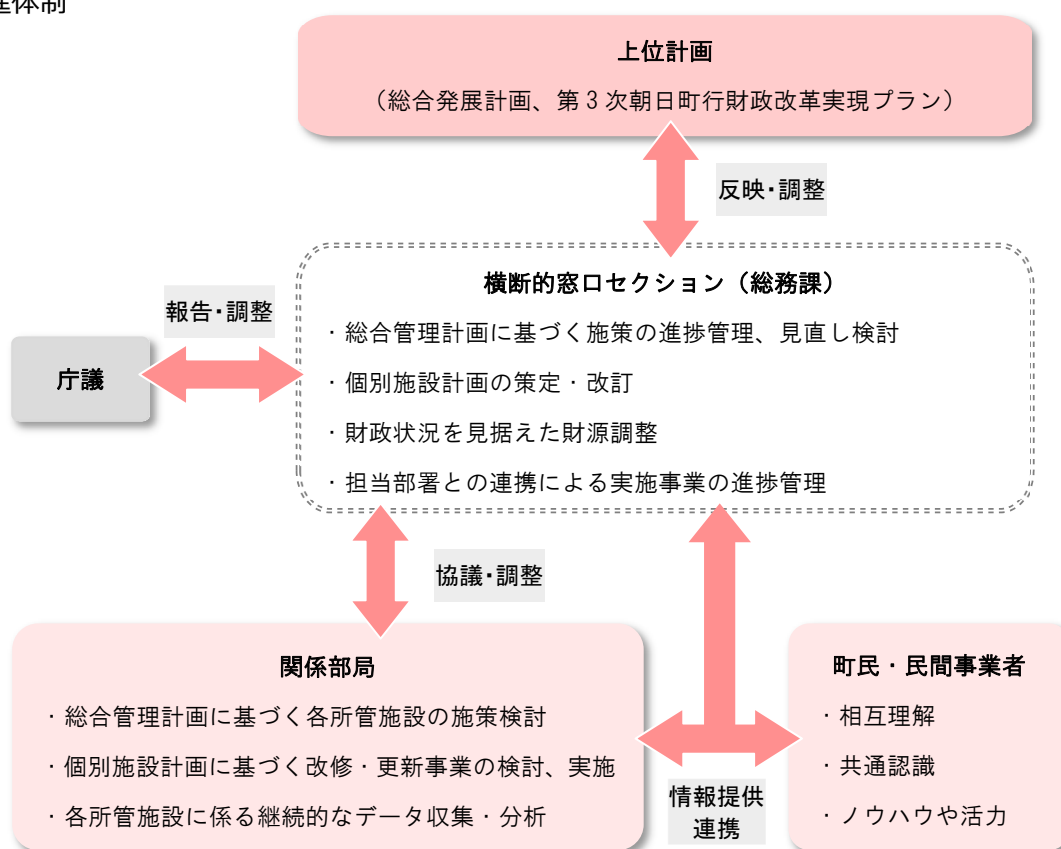 進体制
上位計画
（総合発展計画、第３次朝日町行財政改革実現プラン）
反映・調整
横断的窓口セクション（総務課）
・総合管理計画に基づく施策の進捗管理、見直し検討
・個別施設計画の策定・改訂
・財政状況を見据えた財源調整
・担当部署との連携による実施事業の進捗管理
報告・調整
庁議
協議・調整
関係部局
・総合管理計画に基づく各所管施設の施策検討
・個別施設計画に基づく改修・更新事業の検討、実施
・各所管施設に係る継続的なデータ収集・分析
情報提供
連携
町民・民間事業者
・相互理解
・共通認識
・ノウハウや活力